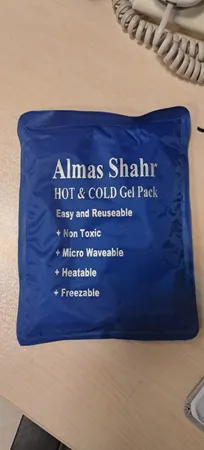 Almas Shahr
HOT & COLD Gel Pack
Easy and Reuseable
+ Non Toxic
+ Micro Waveable
+ Heatable
+ Freezable